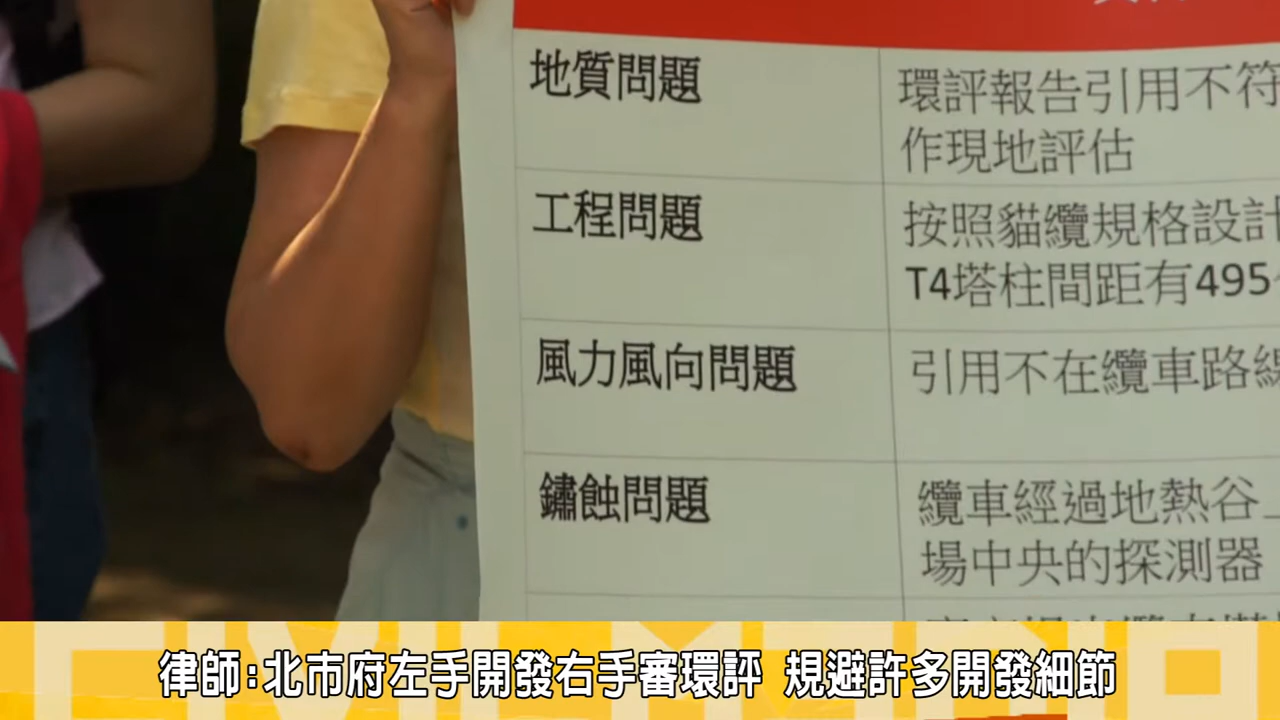 地質問題
環評報告引用不符
作現地評估
工程問題
按照貓纜規格設計
T4塔柱間距有495
風力風向問題
引用不在纜車路線
鏽蝕問題
纜車經過地熱谷
場中央的探測器
律師:北市府左手開發右手審環評 規避許多開發細節